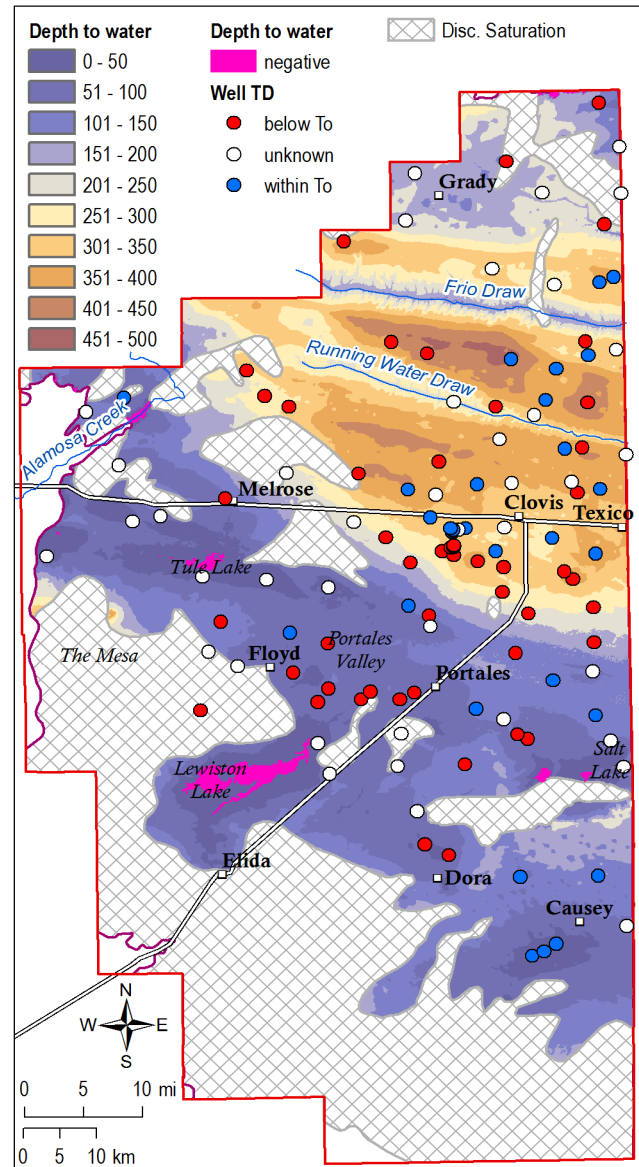 Depth to water
0 - 50
51 - 100
101 - 150
151 - 200
201 - 250
251 - 300
301 - 350
351 - 400
401 - 450
451 - 500
Depth to water
negative
Well TD
below To
unknown
within To
Disc. Saturation
Grady
Frio Draw
Running Water Draw
Alamosa Creek
Melrose
Clovis
Texico
Tule Lake
The Mesa
Floyd
Portales
Valley
Portales
Lewiston
Lake
Salt
Lake
Elida
Dora
Causey
N
W E
S
0 5 10 mi
0 5 10 km